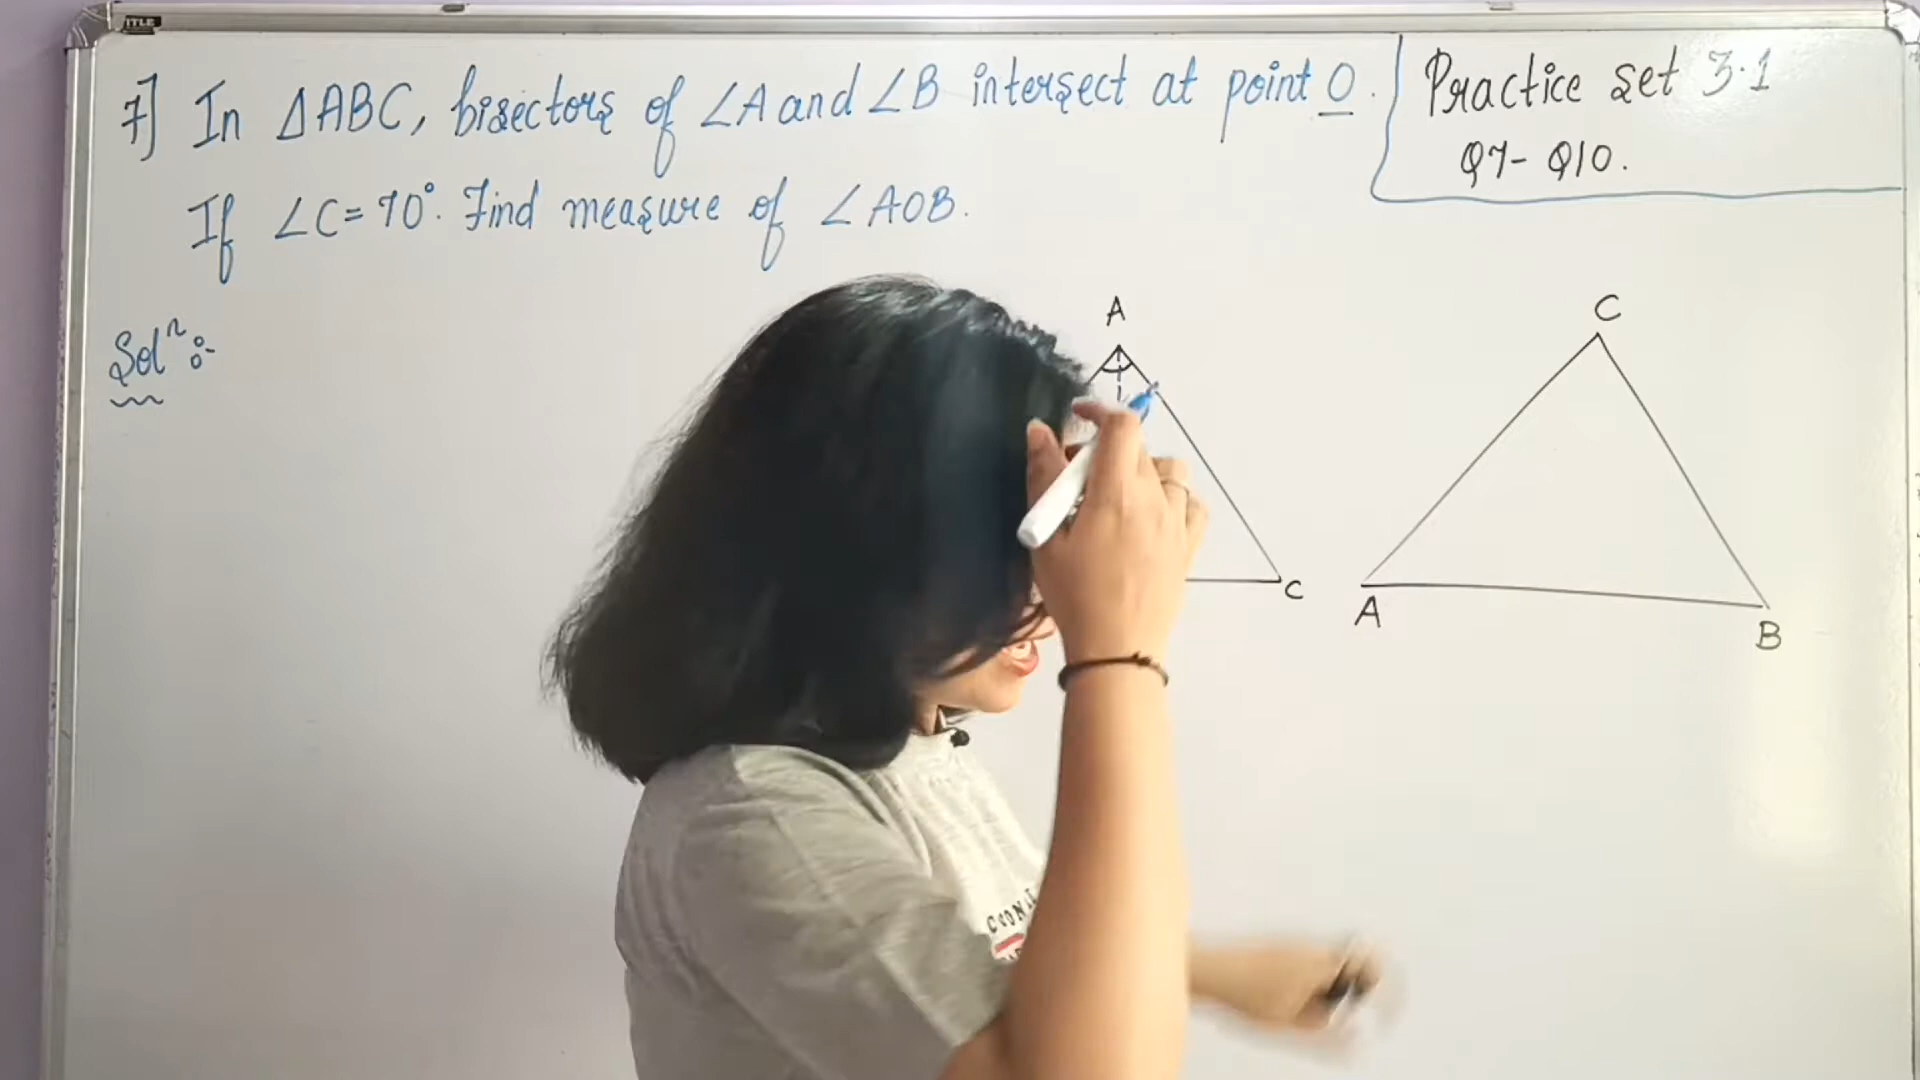 7] In ΔABC, bisectors of ∠A and ∠B intersect at point O.
If ∠C = 70°. Find measure of ∠AOB.
Practice set 3.1
Q7- Q10.
Solⁿ :-
A
C
C
A
B